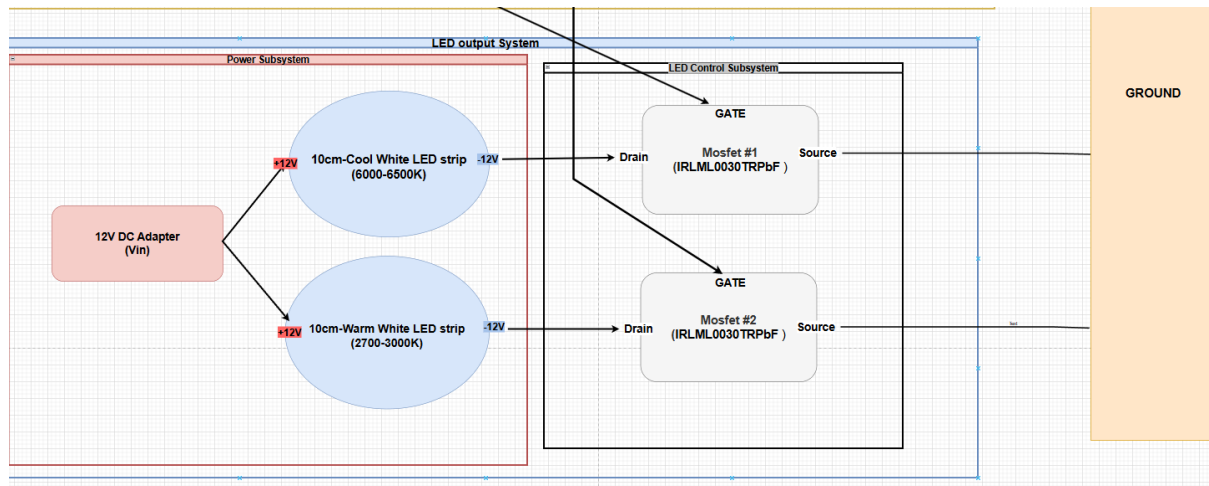 LED output System
Power Subsystem
LED Control Subsystem
GROUND
GATE
+12V
10cm-Cool White LED strip
(6000-6500K)
-12V
Drain
Mosfet #1
(IRLML0030TRPbF )
Source
12V DC Adapter
(Vin)
GATE
+12V
10cm-Warm White LED strip
(2700-3000K)
-12V
Drain
Mosfet #2
(IRLML0030TRPbF )
Source
Text